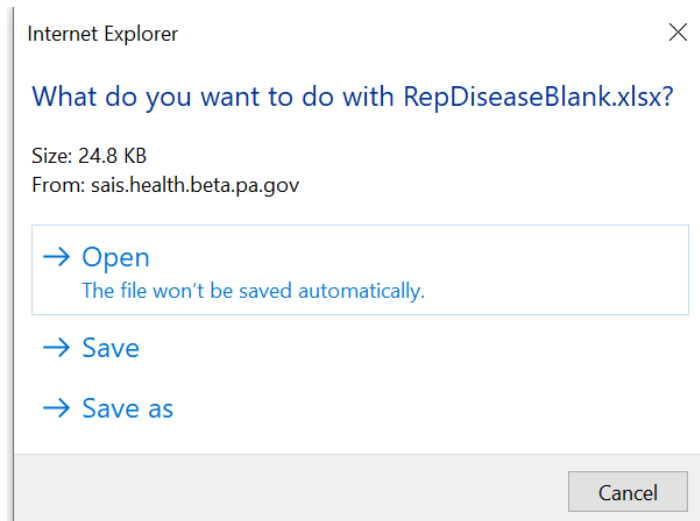 Internet Explorer
What do you want to do with RepDiseaseBlank.xlsx?
Size: 24.8 KB
From: sais.health.beta.pa.gov
Open
The file won't be saved automatically.
Save
Save as
Cancel